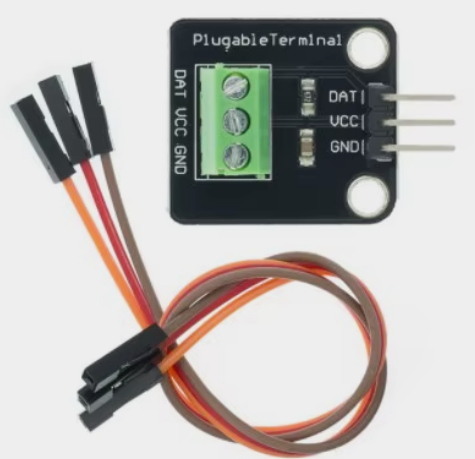 PlugableTerminal
DAT VCC GND
DAT
VCC
GND